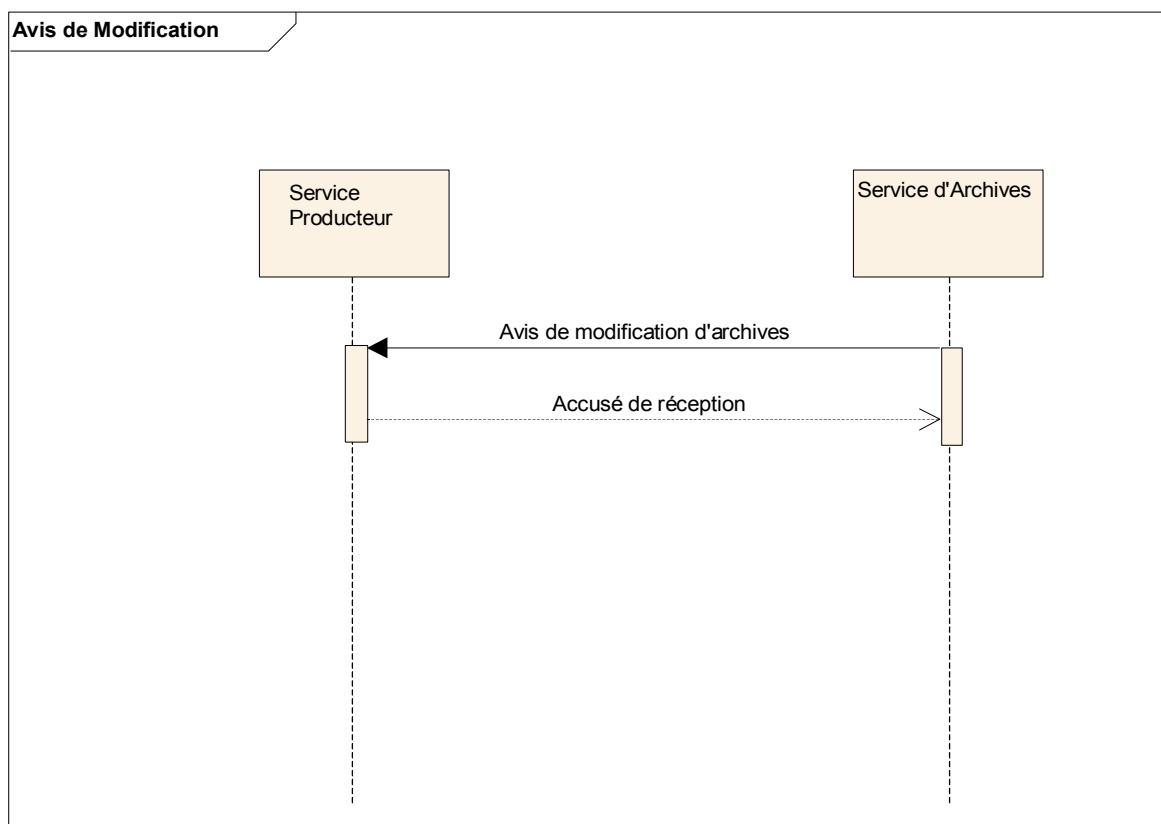 Avis de Modification
Service
Producteur
Service d'Archives
Avis de modification d'archives
Accusé de réception